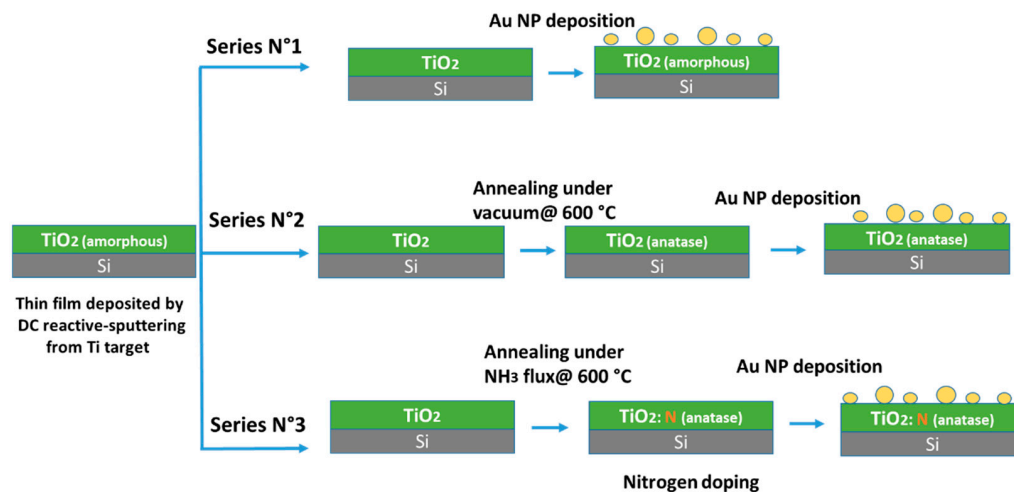 Au NP deposition
Series N°1
TiO2
Si
TiO2 (amorphous)
Si
Annealing under
vacuum@ 600 °C
Au NP deposition
Series N°2
TiO2 (amorphous)
Si
TiO2
Si
TiO2 (anatase)
Si
TiO2 (anatase)
Si
Thin film deposited by
DC reactive-sputtering
from Ti target
Annealing under
NH3 flux@ 600 °C
Au NP deposition
Series N°3
TiO2
Si
TiO2: N (anatase)
Si
TiO2: N (anatase)
Si
Nitrogen doping